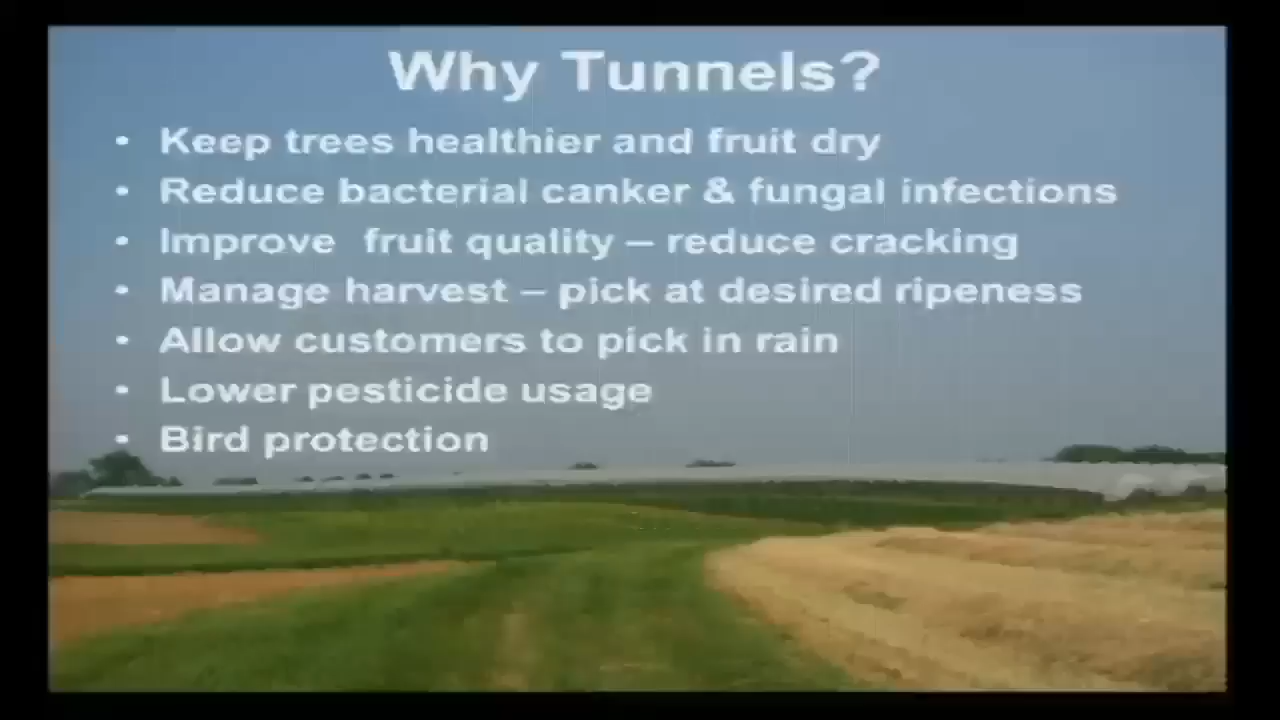 Why Tunnels?
• Keep trees healthier and fruit dry
• Reduce bacterial canker & fungal infections
• Improve fruit quality – reduce cracking
• Manage harvest – pick at desired ripeness
• Allow customers to pick in rain
• Lower pesticide usage
• Bird protection